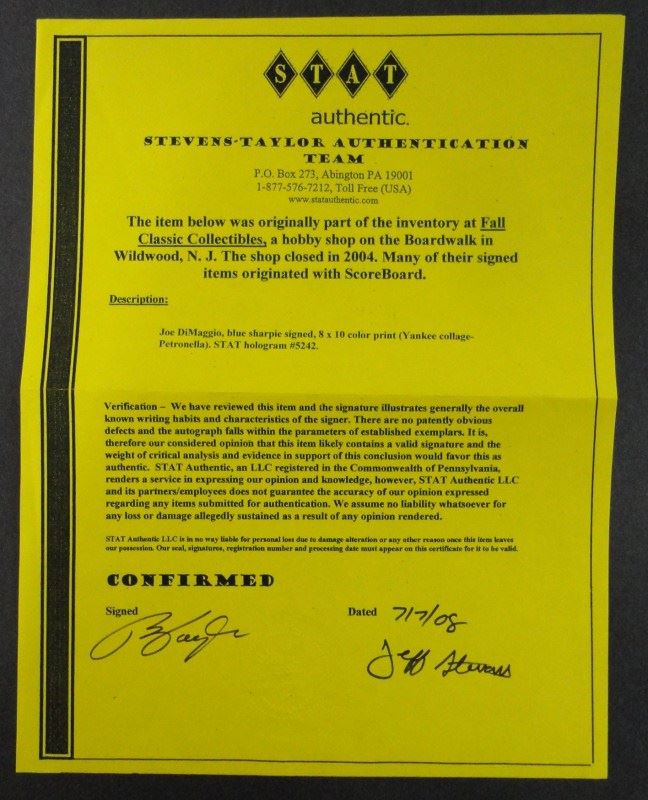 STAT
authentic.
STEVENS-TAYLOR AUTHENTICATION
TEAM
P.O. Box 273, Abington PA 19001
1-877-576-7212, Toll Free (USA)
www.statauthentic.com
The item below was originally part of the inventory at Fall
Classic Collectibles, a hobby shop on the Boardwalk in
Wildwood, N. J. The shop closed in 2004. Many of their signed
items originated with ScoreBoard.
Description:
Joe DiMaggio, blue sharpie signed, 8 x 10 color print (Yankee collage-
Petronella). STAT hologram #5242.
Verification – We have reviewed this item and the signature illustrates generally the overall
known writing habits and characteristics of the signer. There are no patently obvious
defects and the autograph falls within the parameters of established exemplars. It is,
therefore our considered opinion that this item likely contains a valid signature and the
weight of critical analysis and evidence in support of this conclusion would favor this as
authentic. STAT Authentic, an LLC registered in the Commonwealth of Pennsylvania,
renders a service in expressing our opinion and knowledge, however, STAT Authentic LLC
and its partners/employees does not guarantee the accuracy of our opinion expressed
regarding any items submitted for authentication. We assume no liability whatsoever for
any loss or damage allegedly sustained as a result of any opinion rendered.
STAT Authentic LLC is in no way liable for personal loss due to damage alteration or any other reason once this item leaves
our possession. Our seal, signatures, registration number and processing date must appear on this certificate for it to be valid.
CONFIRMED
Signed Dated 7/7/08
Jeff Stevens